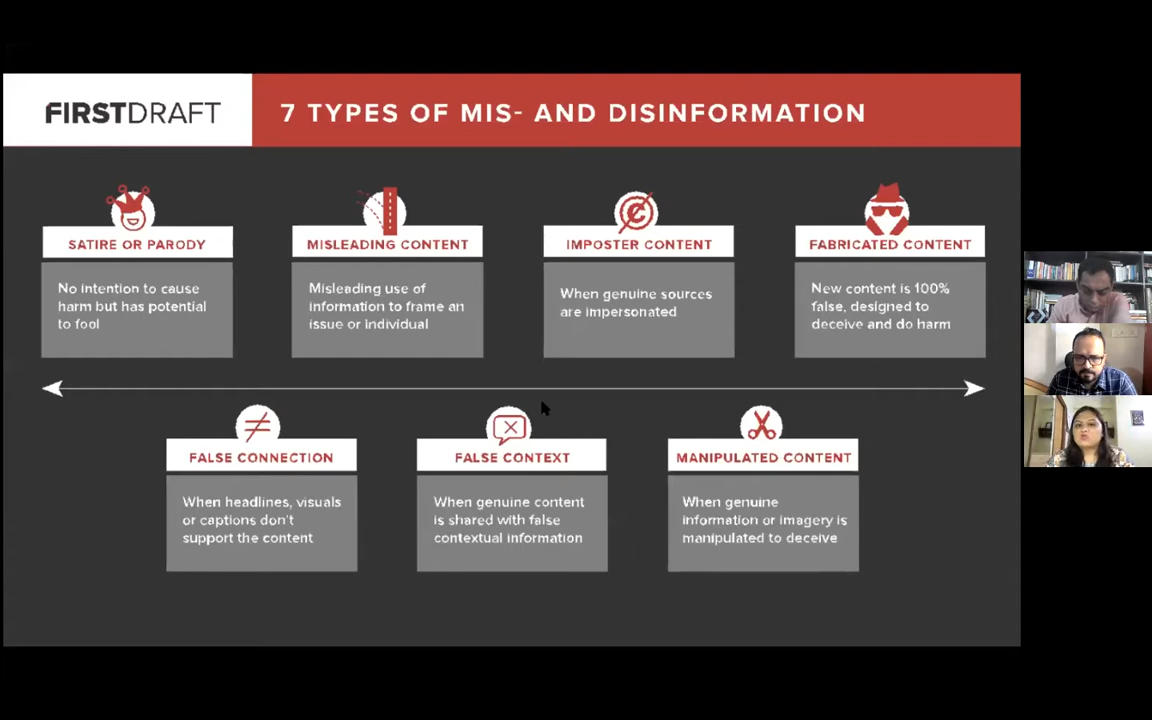 FIRSTDRAFT
7 TYPES OF MIS- AND DISINFORMATION
SATIRE OR PARODY
No intention to cause
harm but has potential
to fool
MISLEADING CONTENT
Misleading use of
information to frame an
issue or individual
IMPOSTER CONTENT
When genuine sources
are impersonated
FABRICATED CONTENT
New content is 100%
false, designed to
deceive and do harm
FALSE CONNECTION
When headlines, visuals
or captions don't
support the content
FALSE CONTEXT
When genuine content
is shared with false
contextual information
MANIPULATED CONTENT
When genuine
information or imagery is
manipulated to deceive